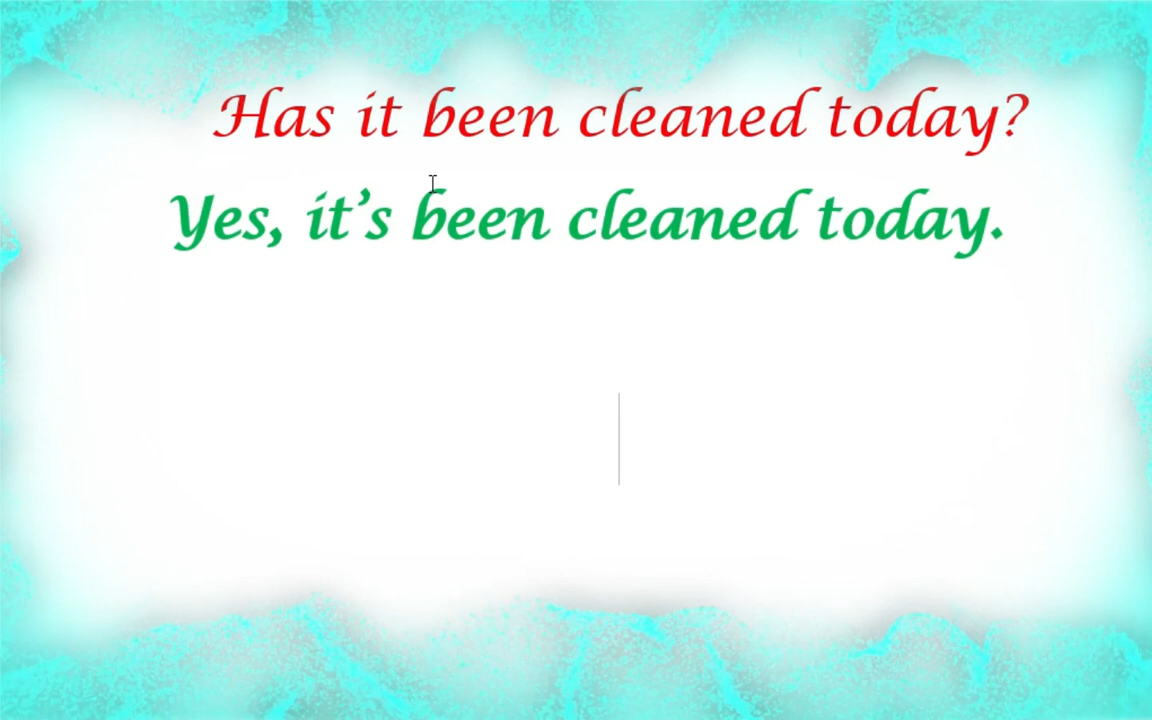 Has it been cleaned today?
Yes, it’s been cleaned today.